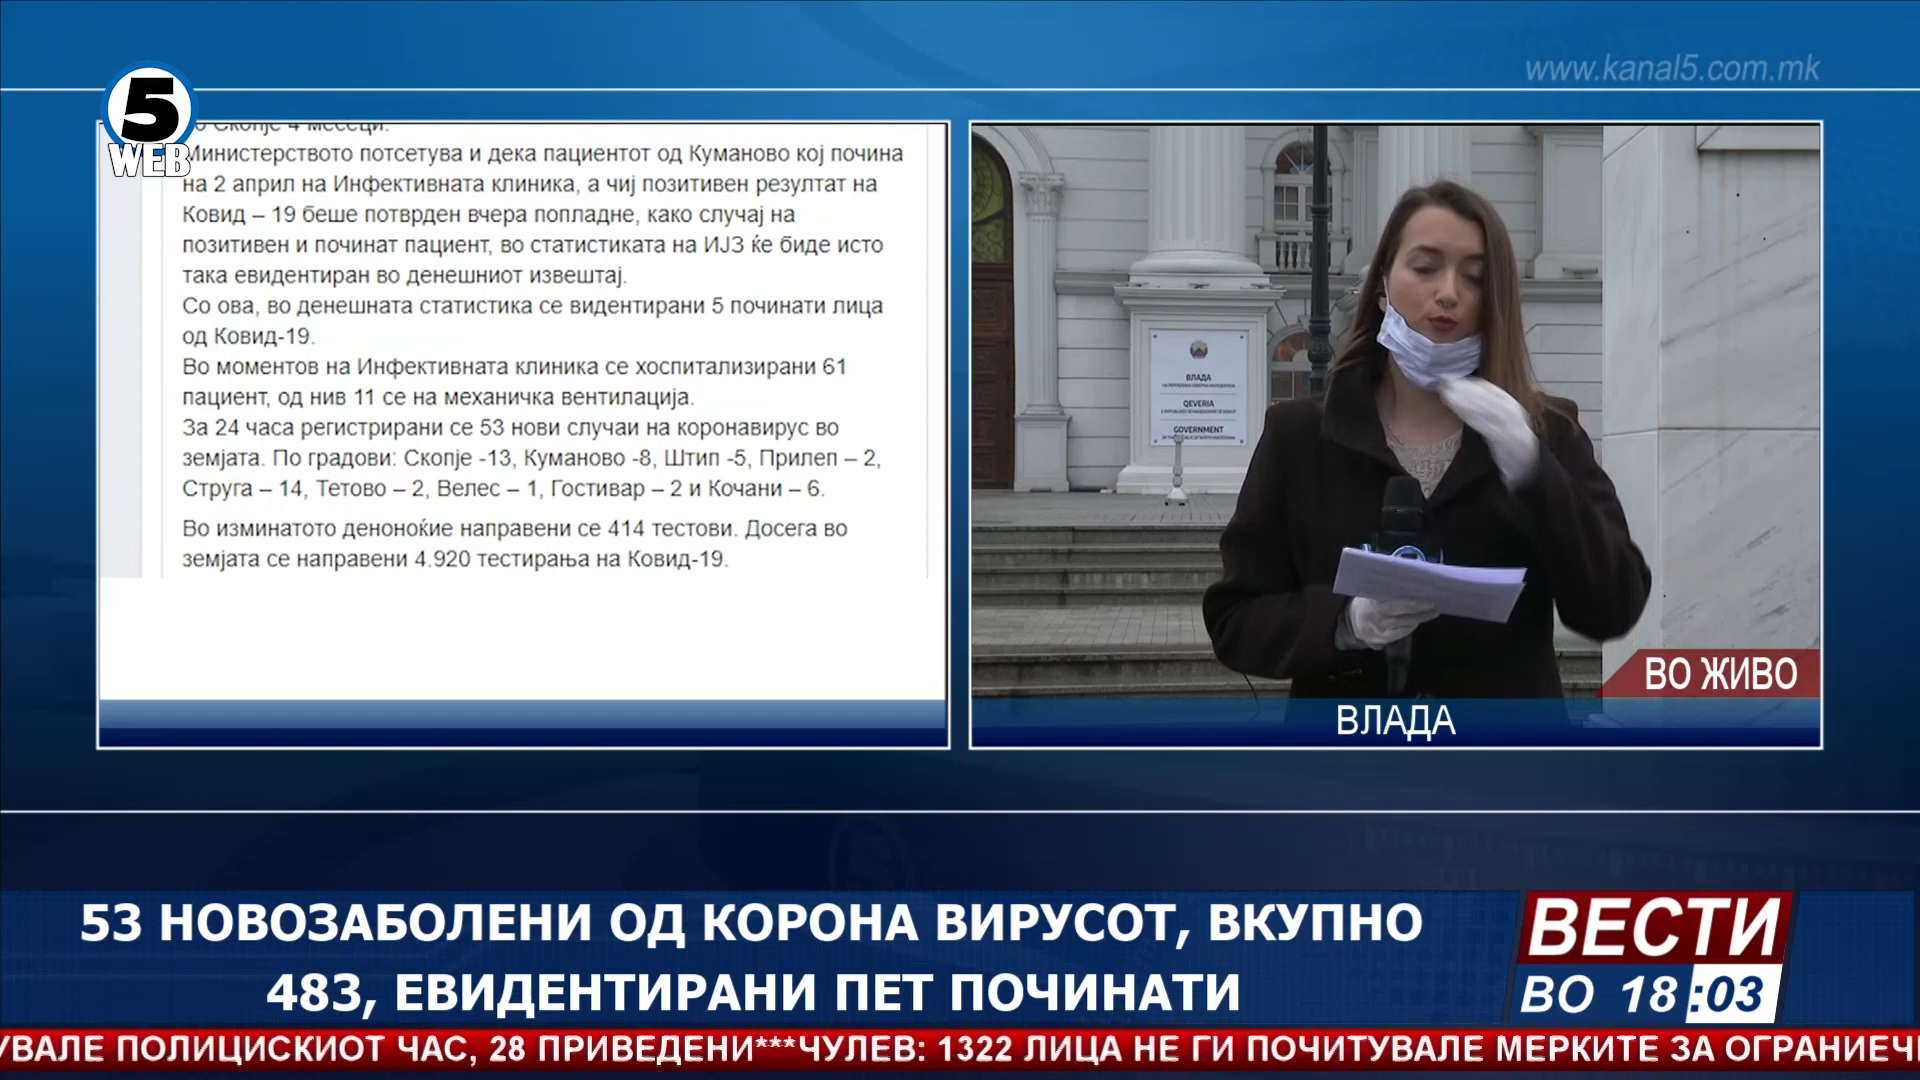 www.kanal5.com.mk
5
WEB
Скопје 4 месеци.
Министерството потсетува и дека пациентот од Куманово кој почина
на 2 април на Инфективната клиника, а чиј позитивен резултат на
Ковид – 19 беше потврден вчера попладне, како случај на
позитивен и починат пациент, во статистиката на ИЈЗ ќе биде исто
така евидентиран во денешниот извештај.
Со ова, во денешната статистика се видентирани 5 починати лица
од Ковид-19.
Во моментов на Инфективната клиника се хоспитализирани 61
пациент, од нив 11 се на механичка вентилација.
За 24 часа регистрирани се 53 нови случаи на коронавирус во
земјата. По градови: Скопје -13, Куманово -8, Штип -5, Прилеп – 2,
Струга – 14, Тетово – 2, Велес – 1, Гостивар – 2 и Кочани – 6.
Во изминатото деноноќие направени се 414 тестови. Досега во
земјата се направени 4.920 тестирања на Ковид-19.
ВЛАДА
QEVERIA
GOVERNMENT
ВО ЖИВО
ВЛАДА
53 НОВОЗАБОЛЕНИ ОД КОРОНА ВИРУСОТ, ВКУПНО
483, ЕВИДЕНТИРАНИ ПЕТ ПОЧИНАТИ
ВЕСТИ
ВО 18:03
УВАЛЕ ПОЛИЦИСКИОТ ЧАС, 28 ПРИВЕДЕНИ***ЧУЛЕВ: 1322 ЛИЦА НЕ ГИ ПОЧИТУВАЛЕ МЕРКИТЕ ЗА ОГРАНИЕЧ